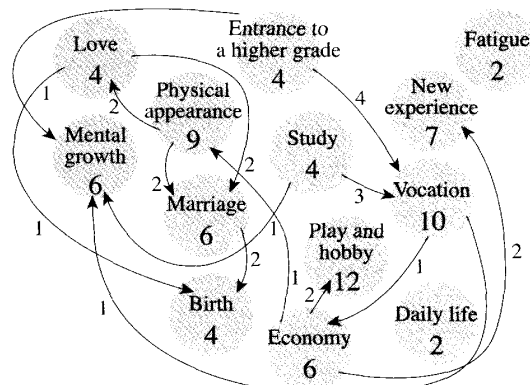 Entrance to
a higher grade
4
Love
4
Fatigue
2
1
Physical
appearance
9
2
4
New
experience
7
Mental
growth
6
Study
4
2
2
3
Vocation
10
Marriage
6
1
Play and
hobby
12
1
2
1
2
1
2
Birth
4
1
Economy
6
Daily life
2